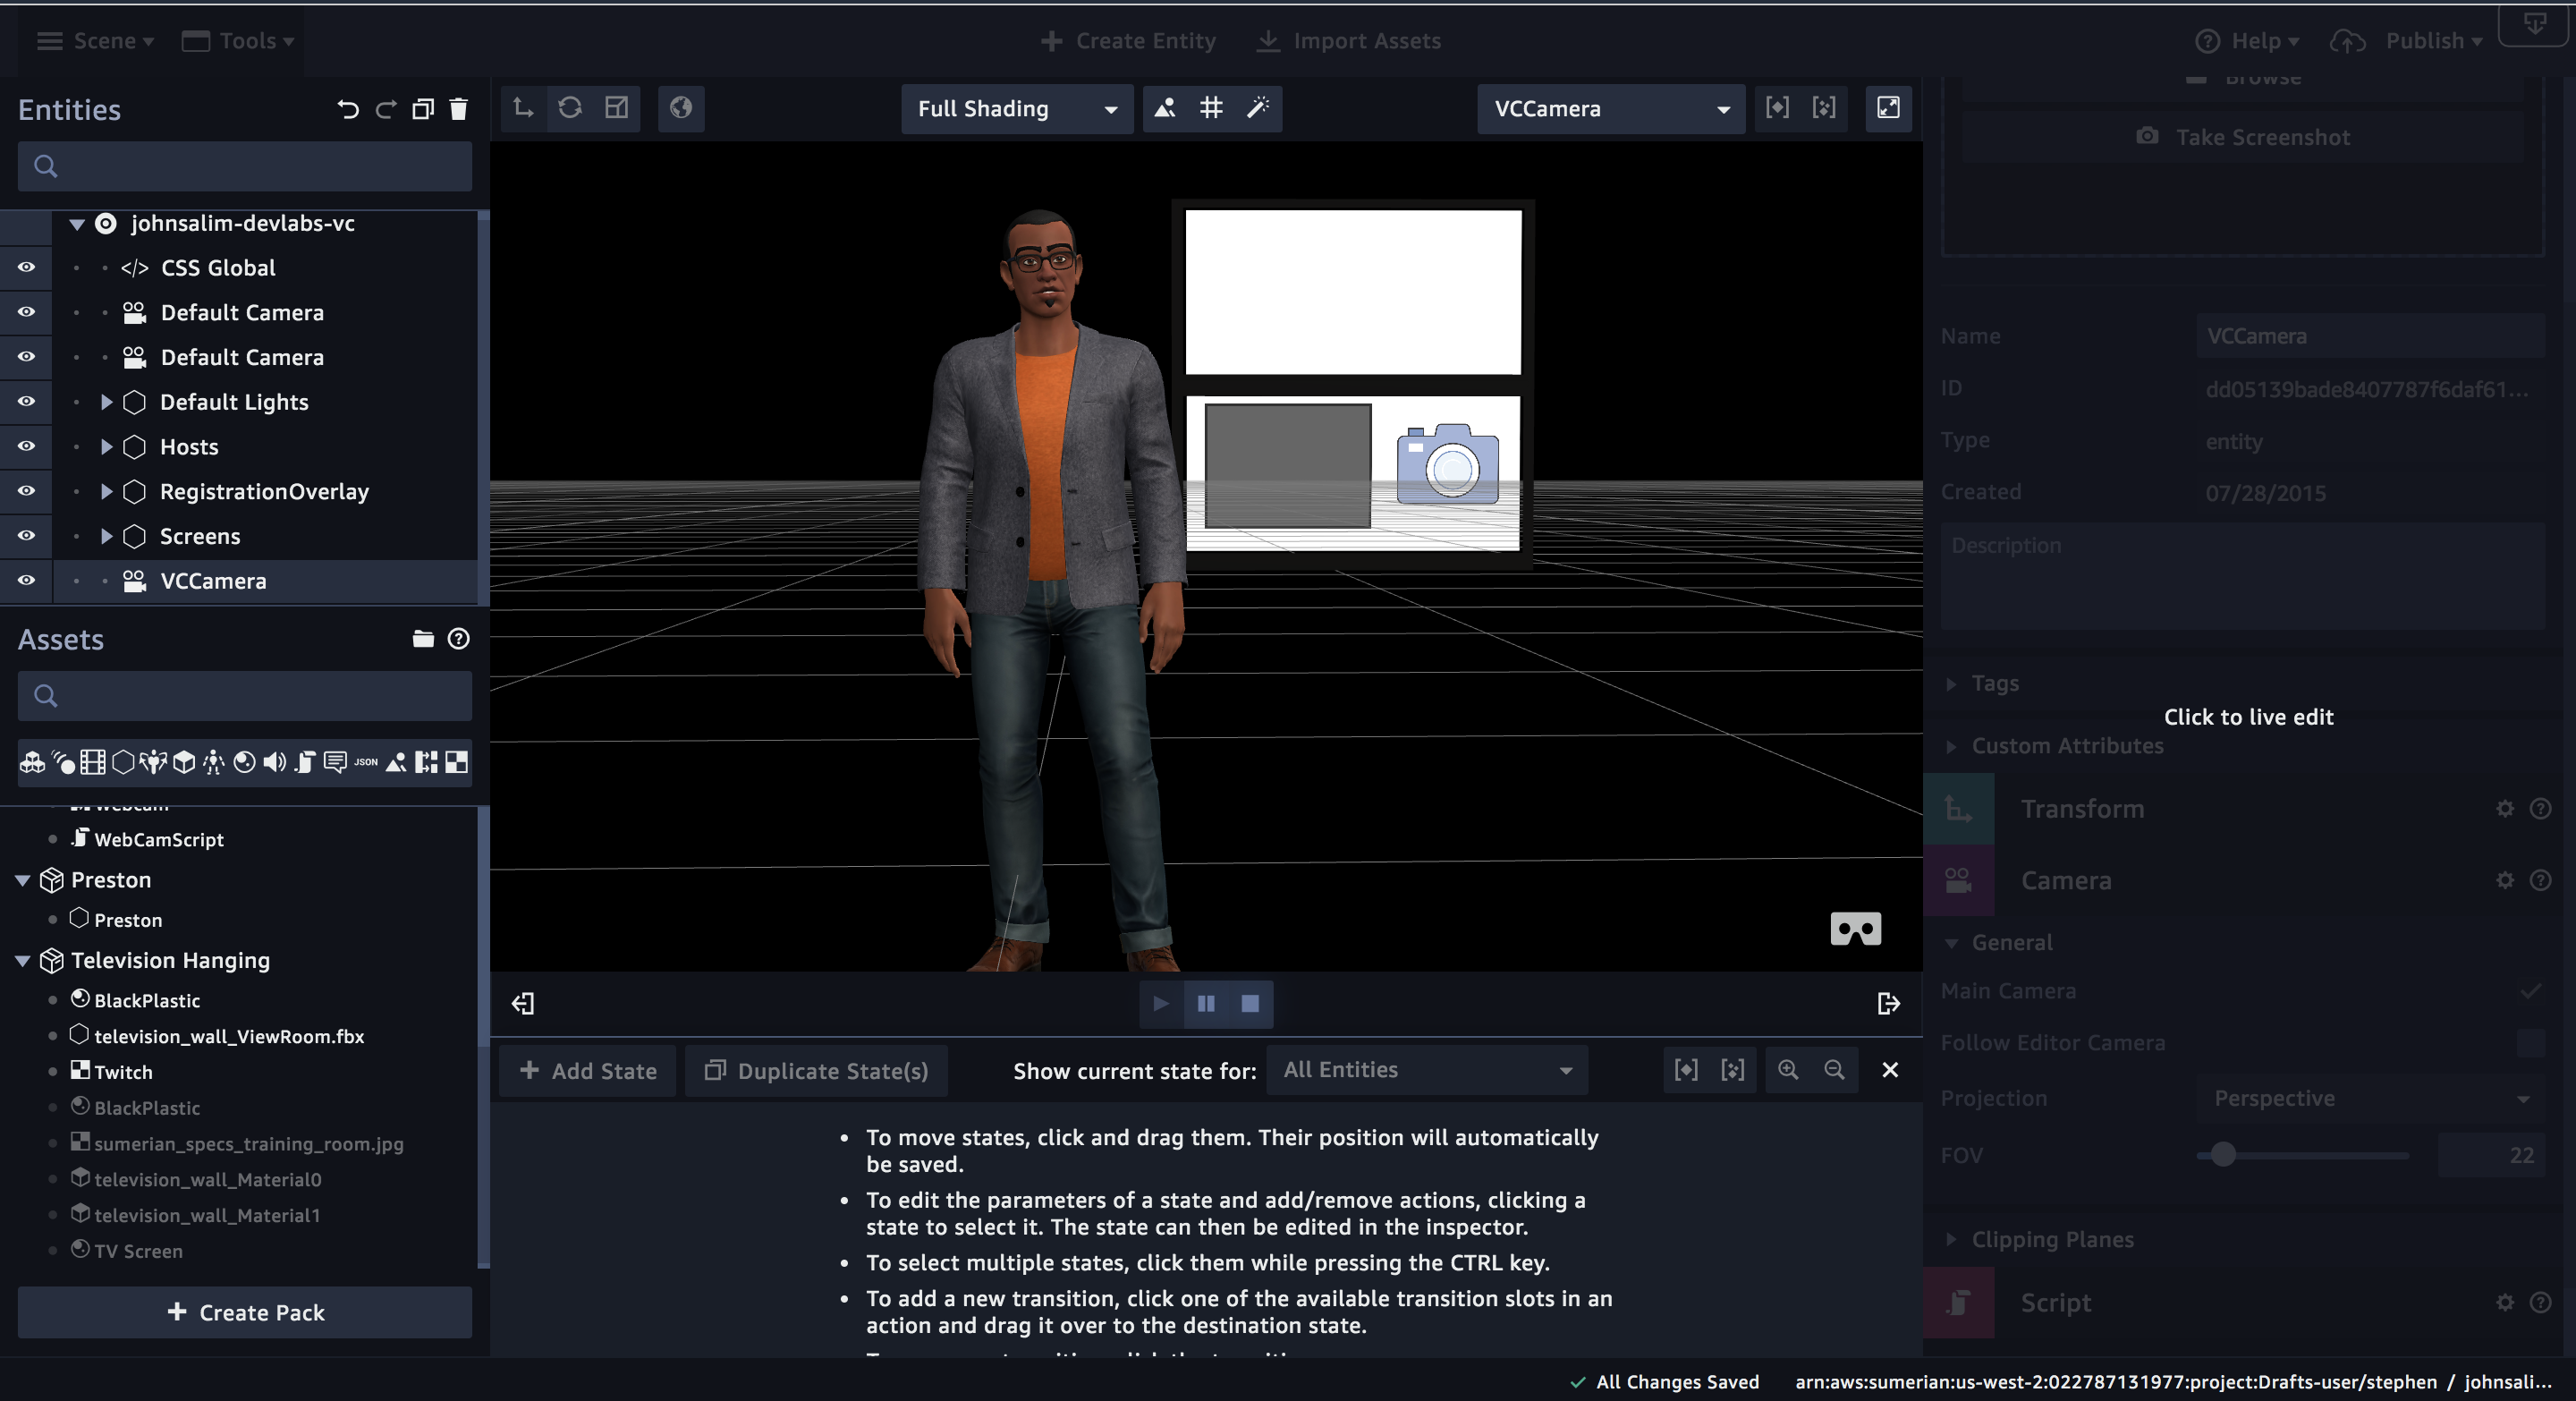 Scene
Tools
Create Entity
Import Assets
Help
Publish
Entities
Full Shading
VCCamera
Browse
Take Screenshot
johnsalim-devlabs-vc
</> CSS Global
Default Camera
Default Camera
Default Lights
Hosts
RegistrationOverlay
Screens
VCCamera
Name VCCamera
ID dd05139bade8407787f6daf61...
Type entity
Created 07/28/2015
Description
Tags
Click to live edit
Custom Attributes
Transform
Camera
General
Main Camera
Follow Editor Camera
Projection Perspective
FOV 22
Clipping Planes
Script
Assets
JSON
Webcam
WebCamScript
Preston
Preston
Television Hanging
BlackPlastic
television_wall_ViewRoom.fbx
Twitch
BlackPlastic
sumerian_specs_training_room.jpg
television_wall_Material0
television_wall_Material1
TV Screen
+ Create Pack
+ Add State
Duplicate State(s)
Show current state for: All Entities
• To move states, click and drag them. Their position will automatically
be saved.
• To edit the parameters of a state and add/remove actions, clicking a
state to select it. The state can then be edited in the inspector.
• To select multiple states, click them while pressing the CTRL key.
• To add a new transition, click one of the available transition slots in an
action and drag it over to the destination state.
All Changes Saved
arn:aws:sumerian:us-west-2:022787131977:project:Drafts-user/stephen / johnsali...